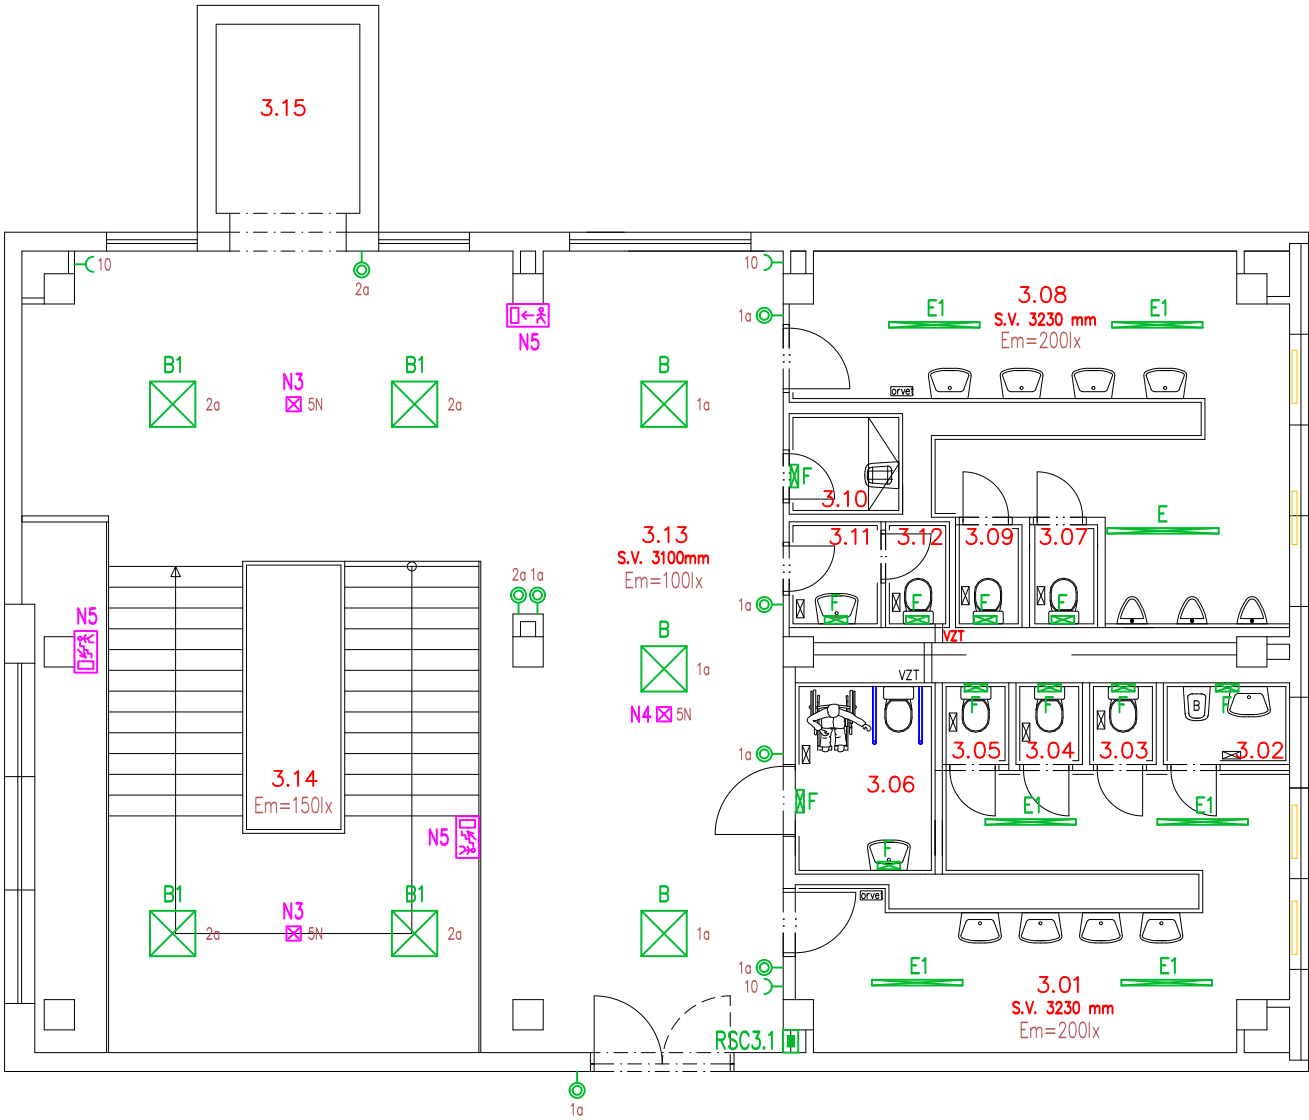 3.15
10
2a
10
1a
N5
3.08
S.V. 3230 mm
Em=200lx
E1
E1
B1
2a
N3
5N
B1
2a
B
1a
orvet
F
3.10
3.13
S.V. 3100mm
Em=100lx
E
3.11
3.12
3.09
3.07
2a 1a
1a
F
F
F
F
N5
B
1a
VZT
VZT
N4
5N
1a
B
F
F
F
F
3.05
3.04
3.03
3.02
3.14
Em=150lx
3.06
F
E1
E1
N5
F
B1
2a
N3
5N
B1
2a
B
1a
orvet
1a
10
E1
E1
3.01
S.V. 3230 mm
Em=200lx
RSC3.1
1a